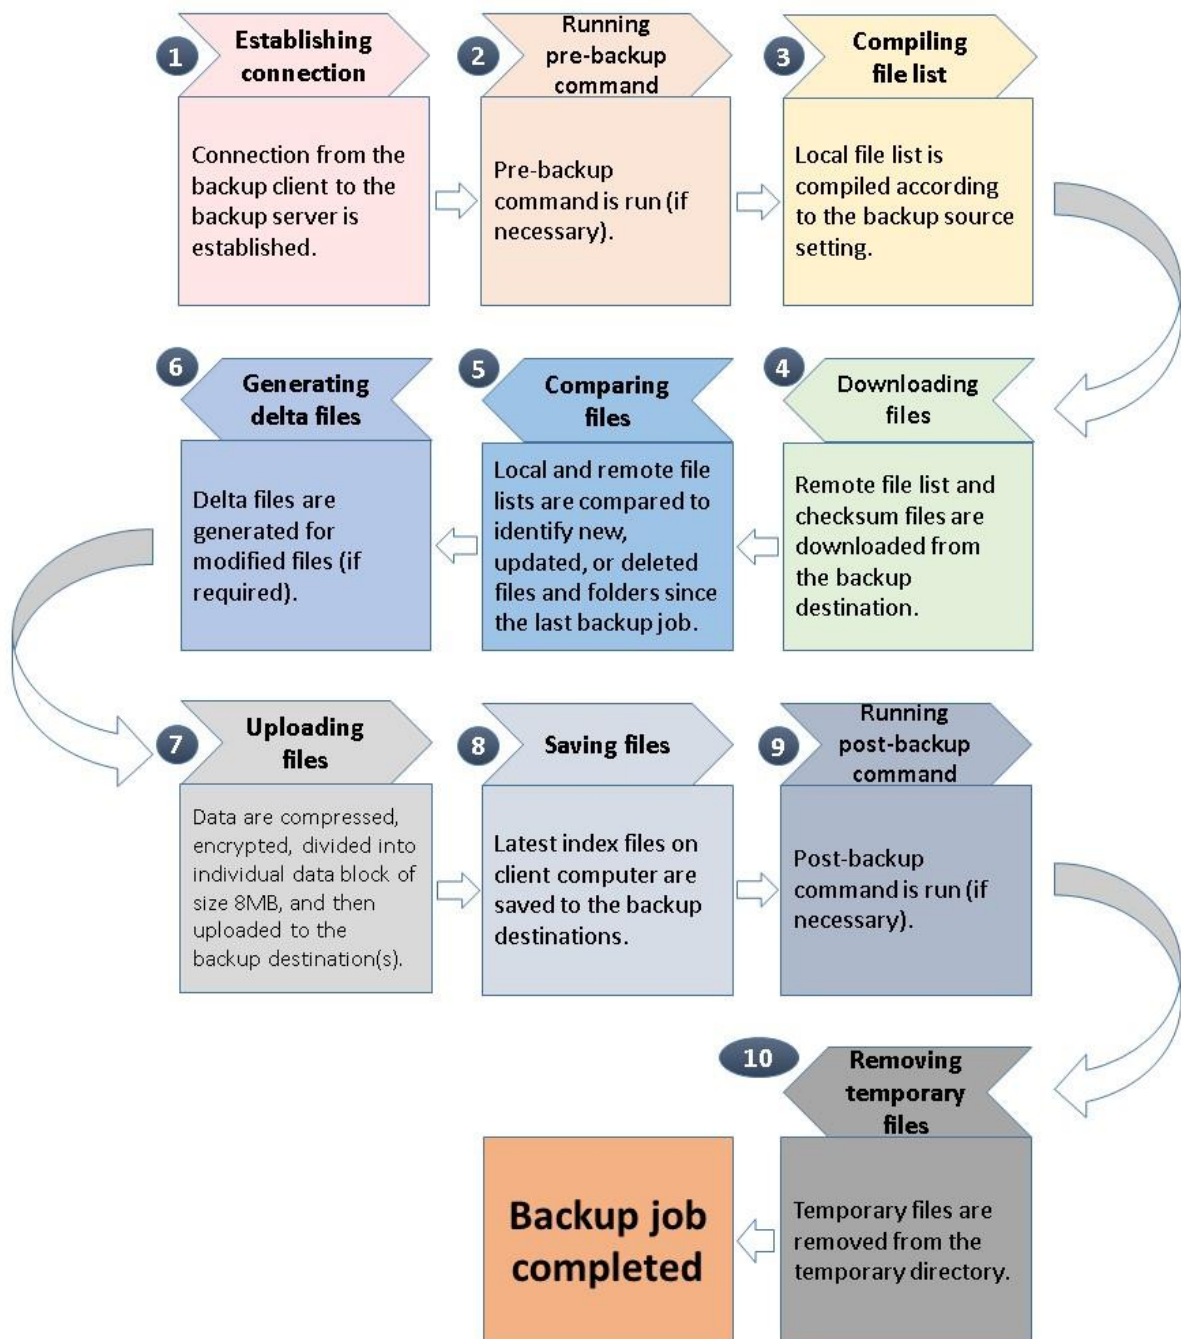 1
Establishing
connection
Connection from the
backup client to the
backup server is
established.
2
Running
pre-backup
command
Pre-backup
command is run (if
necessary).
3
Compiling
file list
Local file list is
compiled according
to the backup source
setting.
4
Downloading
files
Remote file list and
checksum files are
downloaded from
the backup
destination.
5
Comparing
files
Local and remote file
lists are compared to
identify new,
updated, or deleted
files and folders since
the last backup job.
6
Generating
delta files
Delta files are
generated for
modified files (if
required).
7
Uploading
files
Data are compressed,
encrypted, divided into
individual data block of
size 8MB, and then
uploaded to the
backup destination(s).
8
Saving files
Latest index files on
client computer are
saved to the backup
destinations.
9
Running
post-backup
command
Post-backup
command is run (if
necessary).
10
Removing
temporary
files
Temporary files are
removed from the
temporary directory.
Backup job
completed